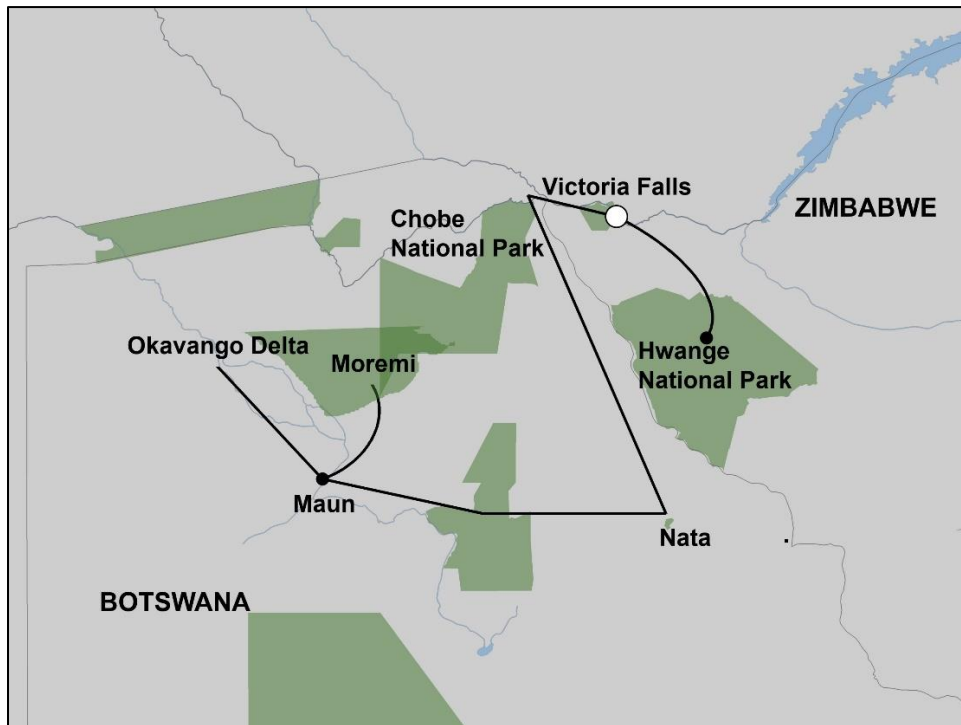 Victoria Falls
ZIMBABWE
Chobe
National Park
Okavango Delta
Moremi
Hwange
National Park
Maun
Nata
BOTSWANA